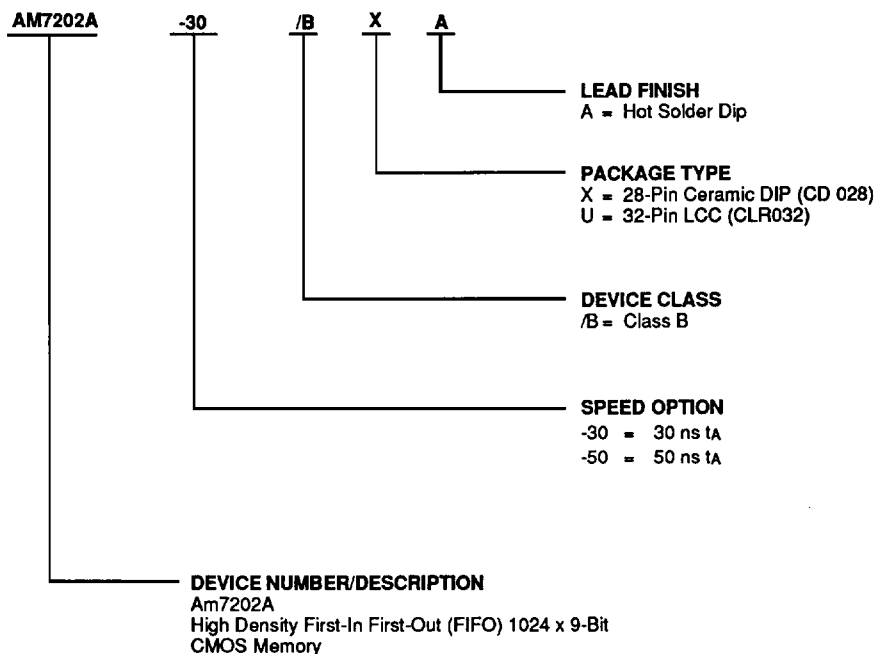 AM7202A -30 /B X A
LEAD FINISH
A = Hot Solder Dip
PACKAGE TYPE
X = 28-Pin Ceramic DIP (CD 028)
U = 32-Pin LCC (CLR032)
DEVICE CLASS
/B = Class B
SPEED OPTION
-30 = 30 ns tA
-50 = 50 ns tA
DEVICE NUMBER/DESCRIPTION
Am7202A
High Density First-In First-Out (FIFO) 1024 x 9-Bit
CMOS Memory